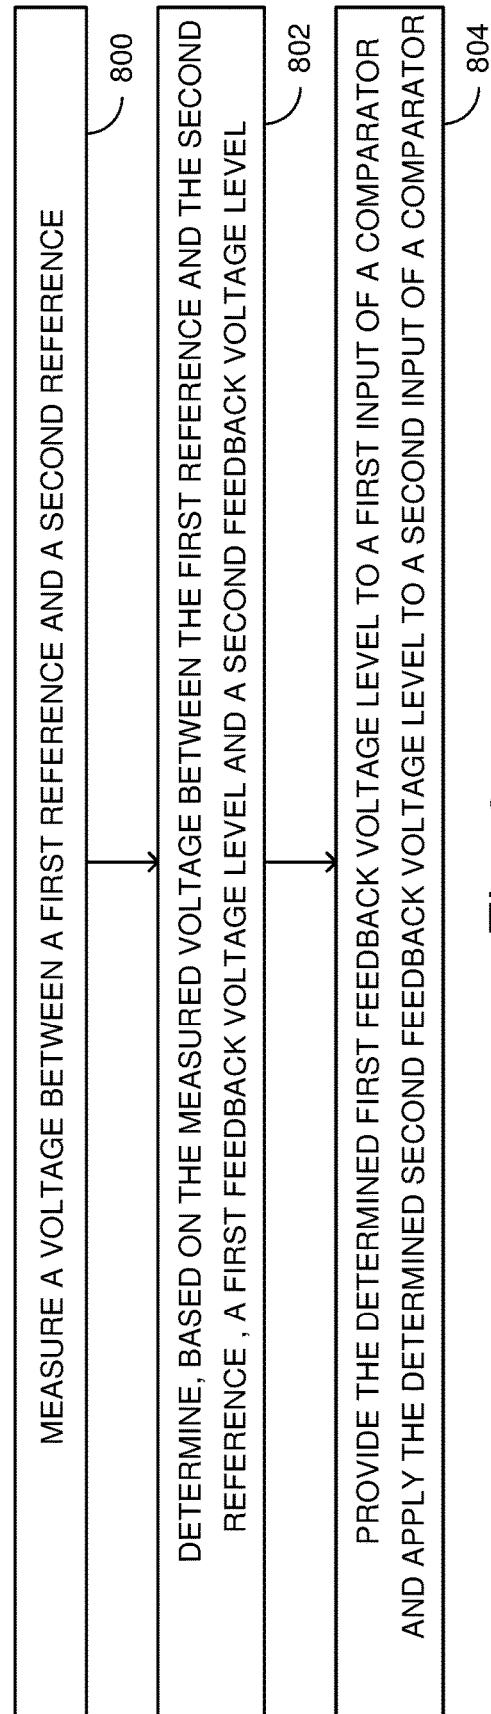 MEASURE A VOLTAGE BETWEEN A FIRST REFERENCE AND A SECOND REFERENCE
800
DETERMINE, BASED ON THE MEASURED VOLTAGE BETWEEN THE FIRST REFERENCE AND THE SECOND
REFERENCE , A FIRST FEEDBACK VOLTAGE LEVEL AND A SECOND FEEDBACK VOLTAGE LEVEL
802
PROVIDE THE DETERMINED FIRST FEEDBACK VOLTAGE LEVEL TO A FIRST INPUT OF A COMPARATOR
AND APPLY THE DETERMINED SECOND FEEDBACK VOLTAGE LEVEL TO A SECOND INPUT OF A COMPARATOR
804